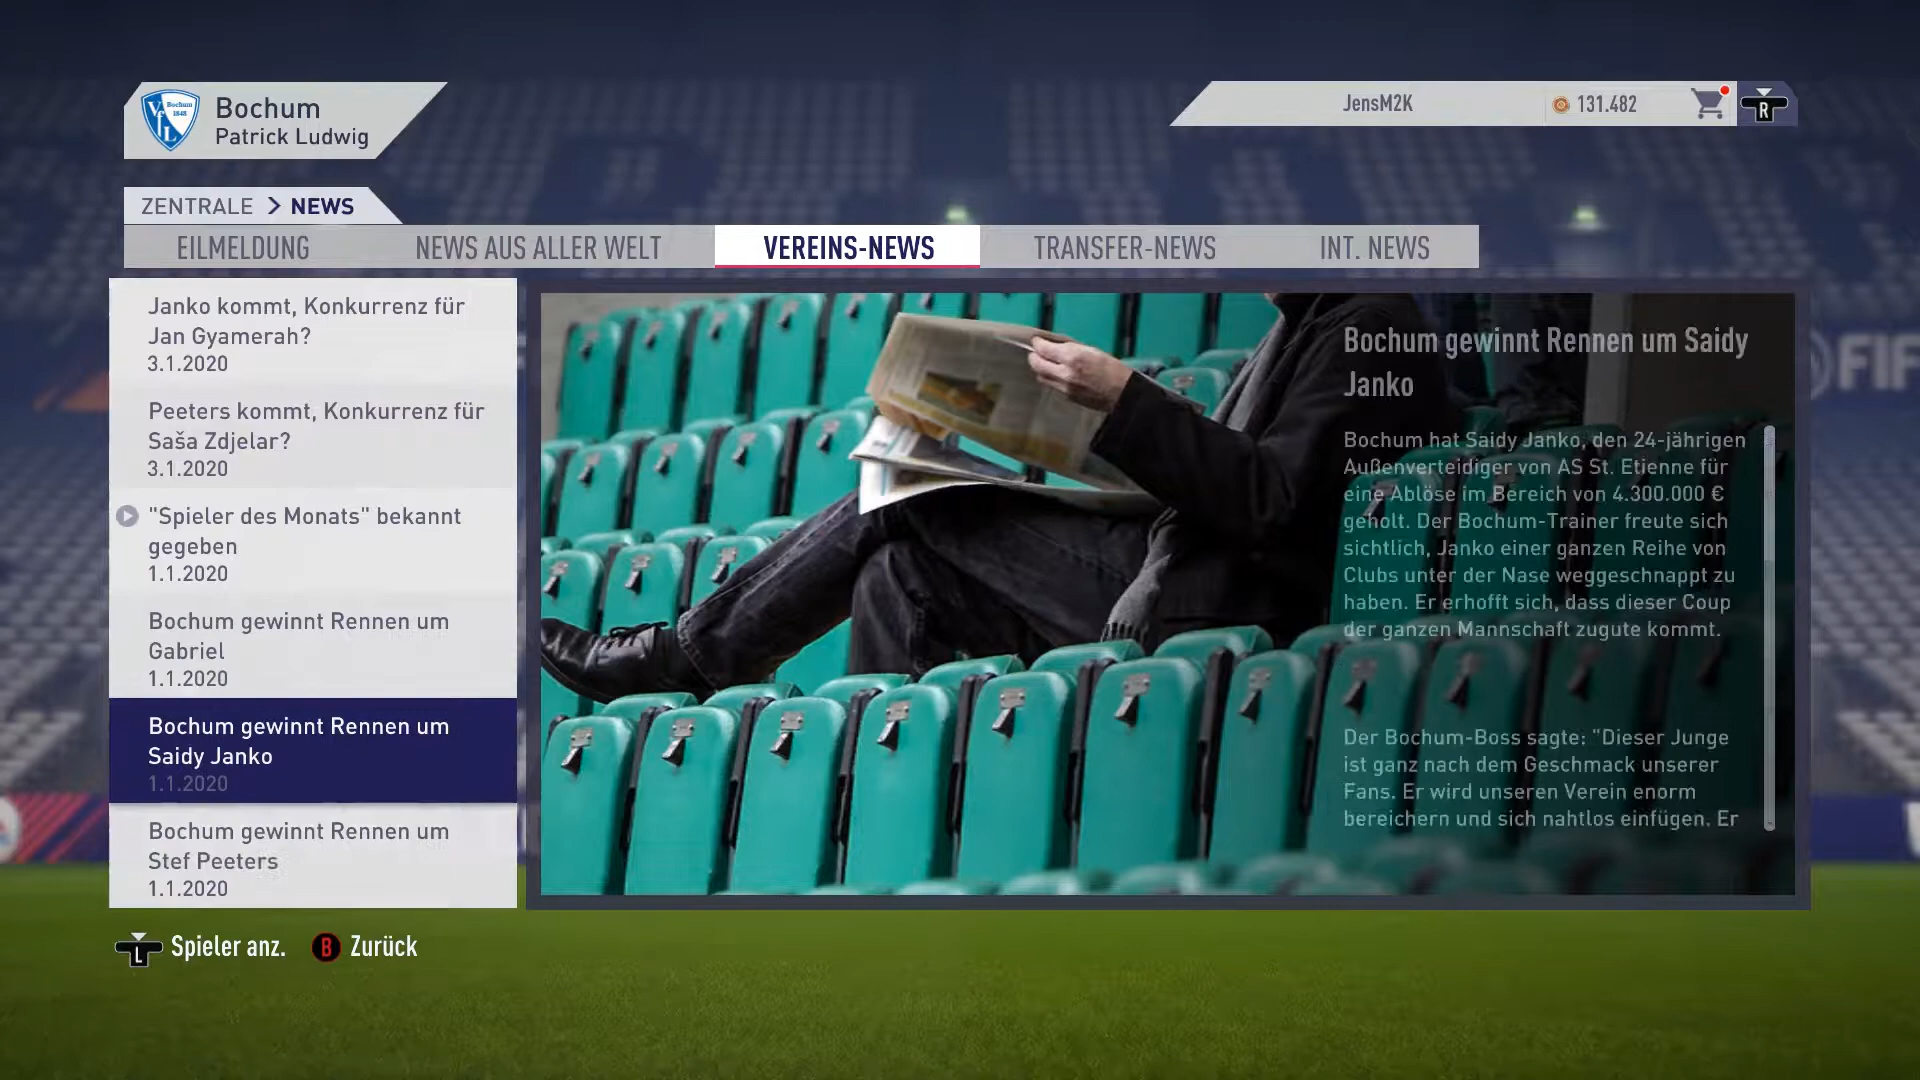 Bochum
Patrick Ludwig
JensM2K
131.482
R
ZENTRALE > NEWS
EILMELDUNG
NEWS AUS ALLER WELT
VEREINS-NEWS
TRANSFER-NEWS
INT. NEWS
Janko kommt, Konkurrenz für
Jan Gyamerah?
3.1.2020
Peeters kommt, Konkurrenz für
Saša Zdjelar?
3.1.2020
"Spieler des Monats" bekannt
gegeben
1.1.2020
Bochum gewinnt Rennen um
Gabriel
1.1.2020
Bochum gewinnt Rennen um
Saidy Janko
1.1.2020
Bochum gewinnt Rennen um
Stef Peeters
1.1.2020
Bochum gewinnt Rennen um Saidy
Janko
Bochum hat Saidy Janko, den 24-jährigen
Außenverteidiger von AS St. Etienne für
eine Ablöse im Bereich von 4.300.000 €
geholt. Der Bochum-Trainer freute sich
sichtlich, Janko einer ganzen Reihe von
Clubs unter der Nase weggeschnappt zu
haben. Er erhofft sich, dass dieser Coup
der ganzen Mannschaft zugute kommt.
Der Bochum-Boss sagte: "Dieser Junge
ist ganz nach dem Geschmack unserer
Fans. Er wird unseren Verein enorm
bereichern und sich nahtlos einfügen. Er
L Spieler anz. B Zurück